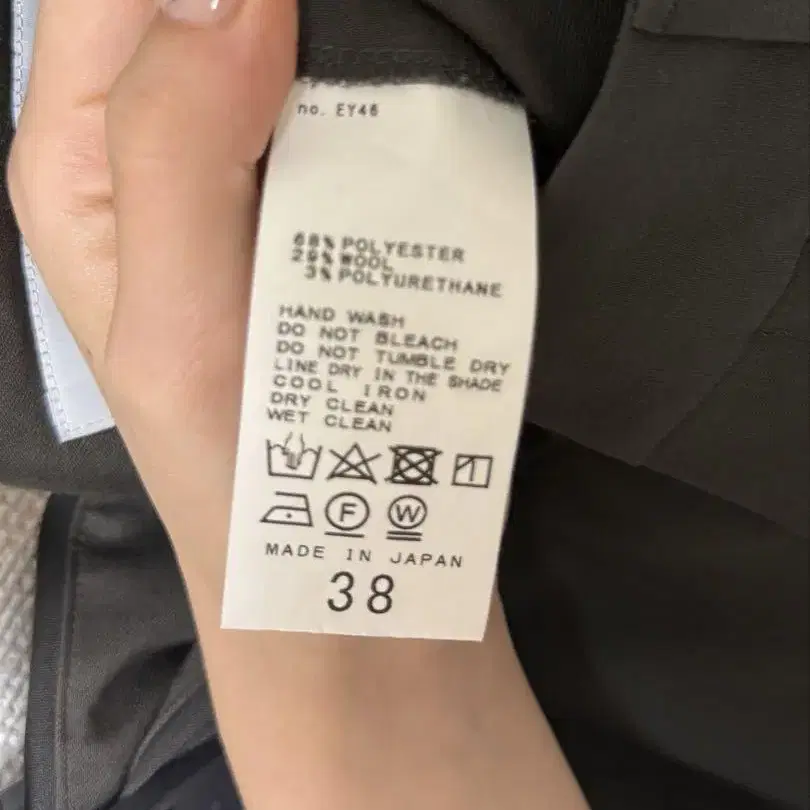 no. EY46
68% POLYESTER
29% WOOL
3% POLYURETHANE
HAND WASH
DO NOT BLEACH
DO NOT TUMBLE DRY
LINE DRY IN THE SHADE
COOL IRON
DRY CLEAN
WET CLEAN
F W
MADE IN JAPAN
38